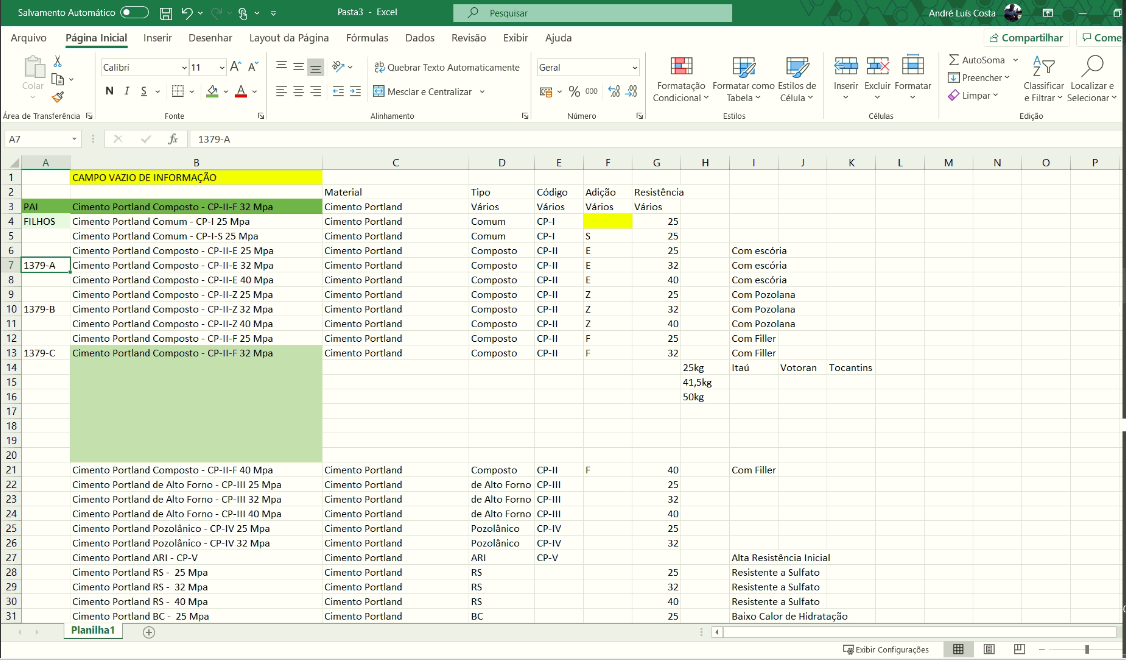 Salvamento Automático Pasta3 - Excel Pesquisar André Luís Costa
Arquivo Página Inicial Inserir Desenhar Layout da Página Fórmulas Dados Revisão Exibir Ajuda Compartilhar Come
Colar Calibri 11 Quebrar Texto Automaticamente Geral Formatação Condicional Formatar como Tabela Estilos de Célula Inserir Excluir Formatar AutoSoma Classificar e Filtrar Localizar e Selecionar
N I S Mesclar e Centralizar % 000 Preencher
Limpar
Área de Transferência Fonte Alinhamento Número Estilos Células Edição
A7 fx 1379-A
A B C D E F G H I J K L M N O P
1 CAMPO VAZIO DE INFORMAÇÃO
2 Material Tipo Código Adição Resistência
3 PAI Cimento Portland Composto - CP-II-F 32 Mpa Cimento Portland Vários Vários Vários Vários
4 FILHOS Cimento Portland Comum - CP-I 25 Mpa Cimento Portland Comum CP-I 25
5 Cimento Portland Comum - CP-I-S 25 Mpa Cimento Portland Comum CP-I S 25
6 Cimento Portland Composto - CP-II-E 25 Mpa Cimento Portland Composto CP-II E 25 Com escória
7 1379-A Cimento Portland Composto - CP-II-E 32 Mpa Cimento Portland Composto CP-II E 32 Com escória
8 Cimento Portland Composto - CP-II-E 40 Mpa Cimento Portland Composto CP-II E 40 Com escória
9 Cimento Portland Composto - CP-II-Z 25 Mpa Cimento Portland Composto CP-II Z 25 Com Pozolana
10 1379-B Cimento Portland Composto - CP-II-Z 32 Mpa Cimento Portland Composto CP-II Z 32 Com Pozolana
11 Cimento Portland Composto - CP-II-Z 40 Mpa Cimento Portland Composto CP-II Z 40 Com Pozolana
12 Cimento Portland Composto - CP-II-F 25 Mpa Cimento Portland Composto CP-II F 25 Com Filler
13 1379-C Cimento Portland Composto - CP-II-F 32 Mpa Cimento Portland Composto CP-II F 32 Com Filler
14 25kg Itaú Votoran Tocantins
15 41,5kg
16 50kg
17
18
19
20
21 Cimento Portland Composto - CP-II-F 40 Mpa Cimento Portland Composto CP-II F 40 Com Filler
22 Cimento Portland de Alto Forno - CP-III 25 Mpa Cimento Portland de Alto Forno CP-III 25
23 Cimento Portland de Alto Forno - CP-III 32 Mpa Cimento Portland de Alto Forno CP-III 32
24 Cimento Portland de Alto Forno - CP-III 40 Mpa Cimento Portland de Alto Forno CP-III 40
25 Cimento Portland Pozolânico - CP-IV 25 Mpa Cimento Portland Pozolânico CP-IV 25
26 Cimento Portland Pozolânico - CP-IV 32 Mpa Cimento Portland Pozolânico CP-IV 32
27 Cimento Portland ARI - CP-V Cimento Portland ARI CP-V Alta Resistência Inicial
28 Cimento Portland RS - 25 Mpa Cimento Portland RS 25 Resistente a Sulfato
29 Cimento Portland RS - 32 Mpa Cimento Portland RS 32 Resistente a Sulfato
30 Cimento Portland RS - 40 Mpa Cimento Portland RS 40 Resistente a Sulfato
31 Cimento Portland BC - 25 Mpa Cimento Portland BC 25 Baixo Calor de Hidratação
Planilha1
Exibir Configurações